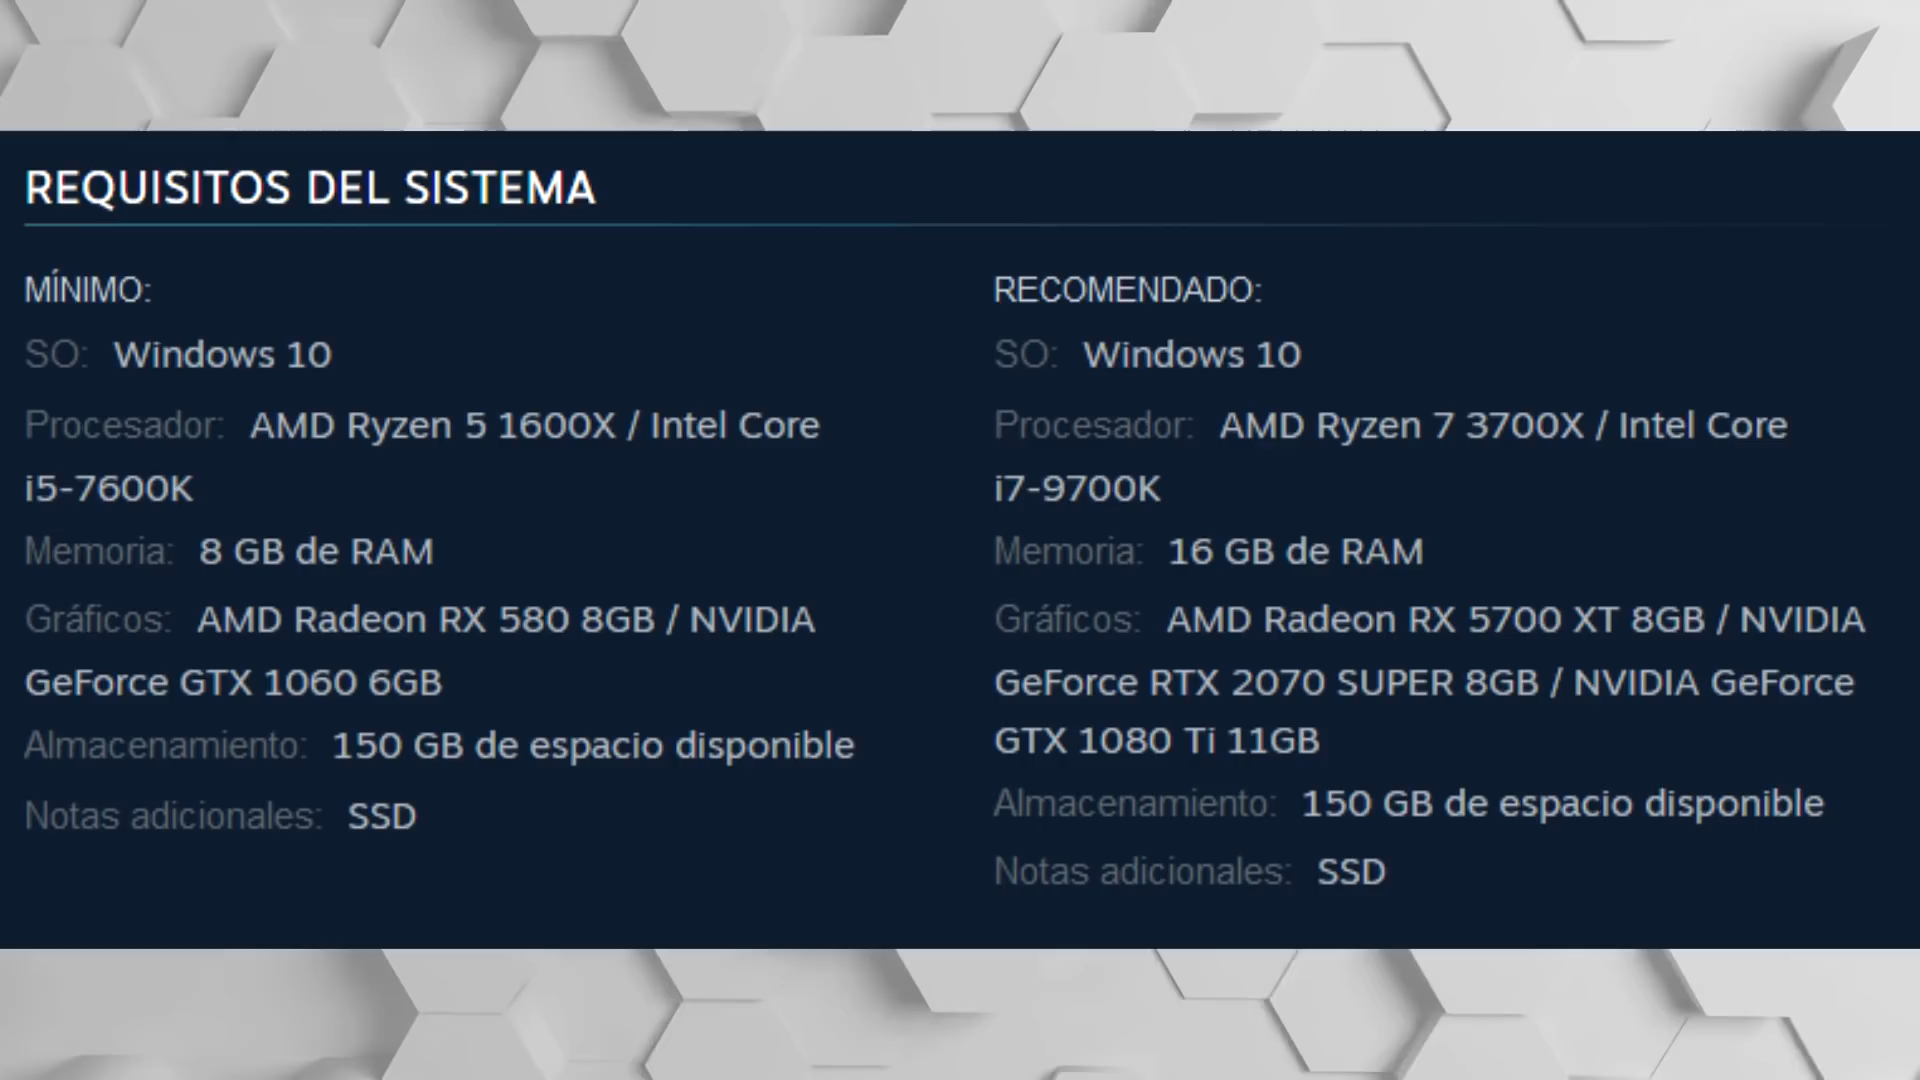 REQUISITOS DEL SISTEMA
MÍNIMO:
SO: Windows 10
Procesador: AMD Ryzen 5 1600X / Intel Core
i5-7600K
Memoria: 8 GB de RAM
Gráficos: AMD Radeon RX 580 8GB / NVIDIA
GeForce GTX 1060 6GB
Almacenamiento: 150 GB de espacio disponible
Notas adicionales: SSD
RECOMENDADO:
SO: Windows 10
Procesador: AMD Ryzen 7 3700X / Intel Core
i7-9700K
Memoria: 16 GB de RAM
Gráficos: AMD Radeon RX 5700 XT 8GB / NVIDIA
GeForce RTX 2070 SUPER 8GB / NVIDIA GeForce
GTX 1080 Ti 11GB
Almacenamiento: 150 GB de espacio disponible
Notas adicionales: SSD